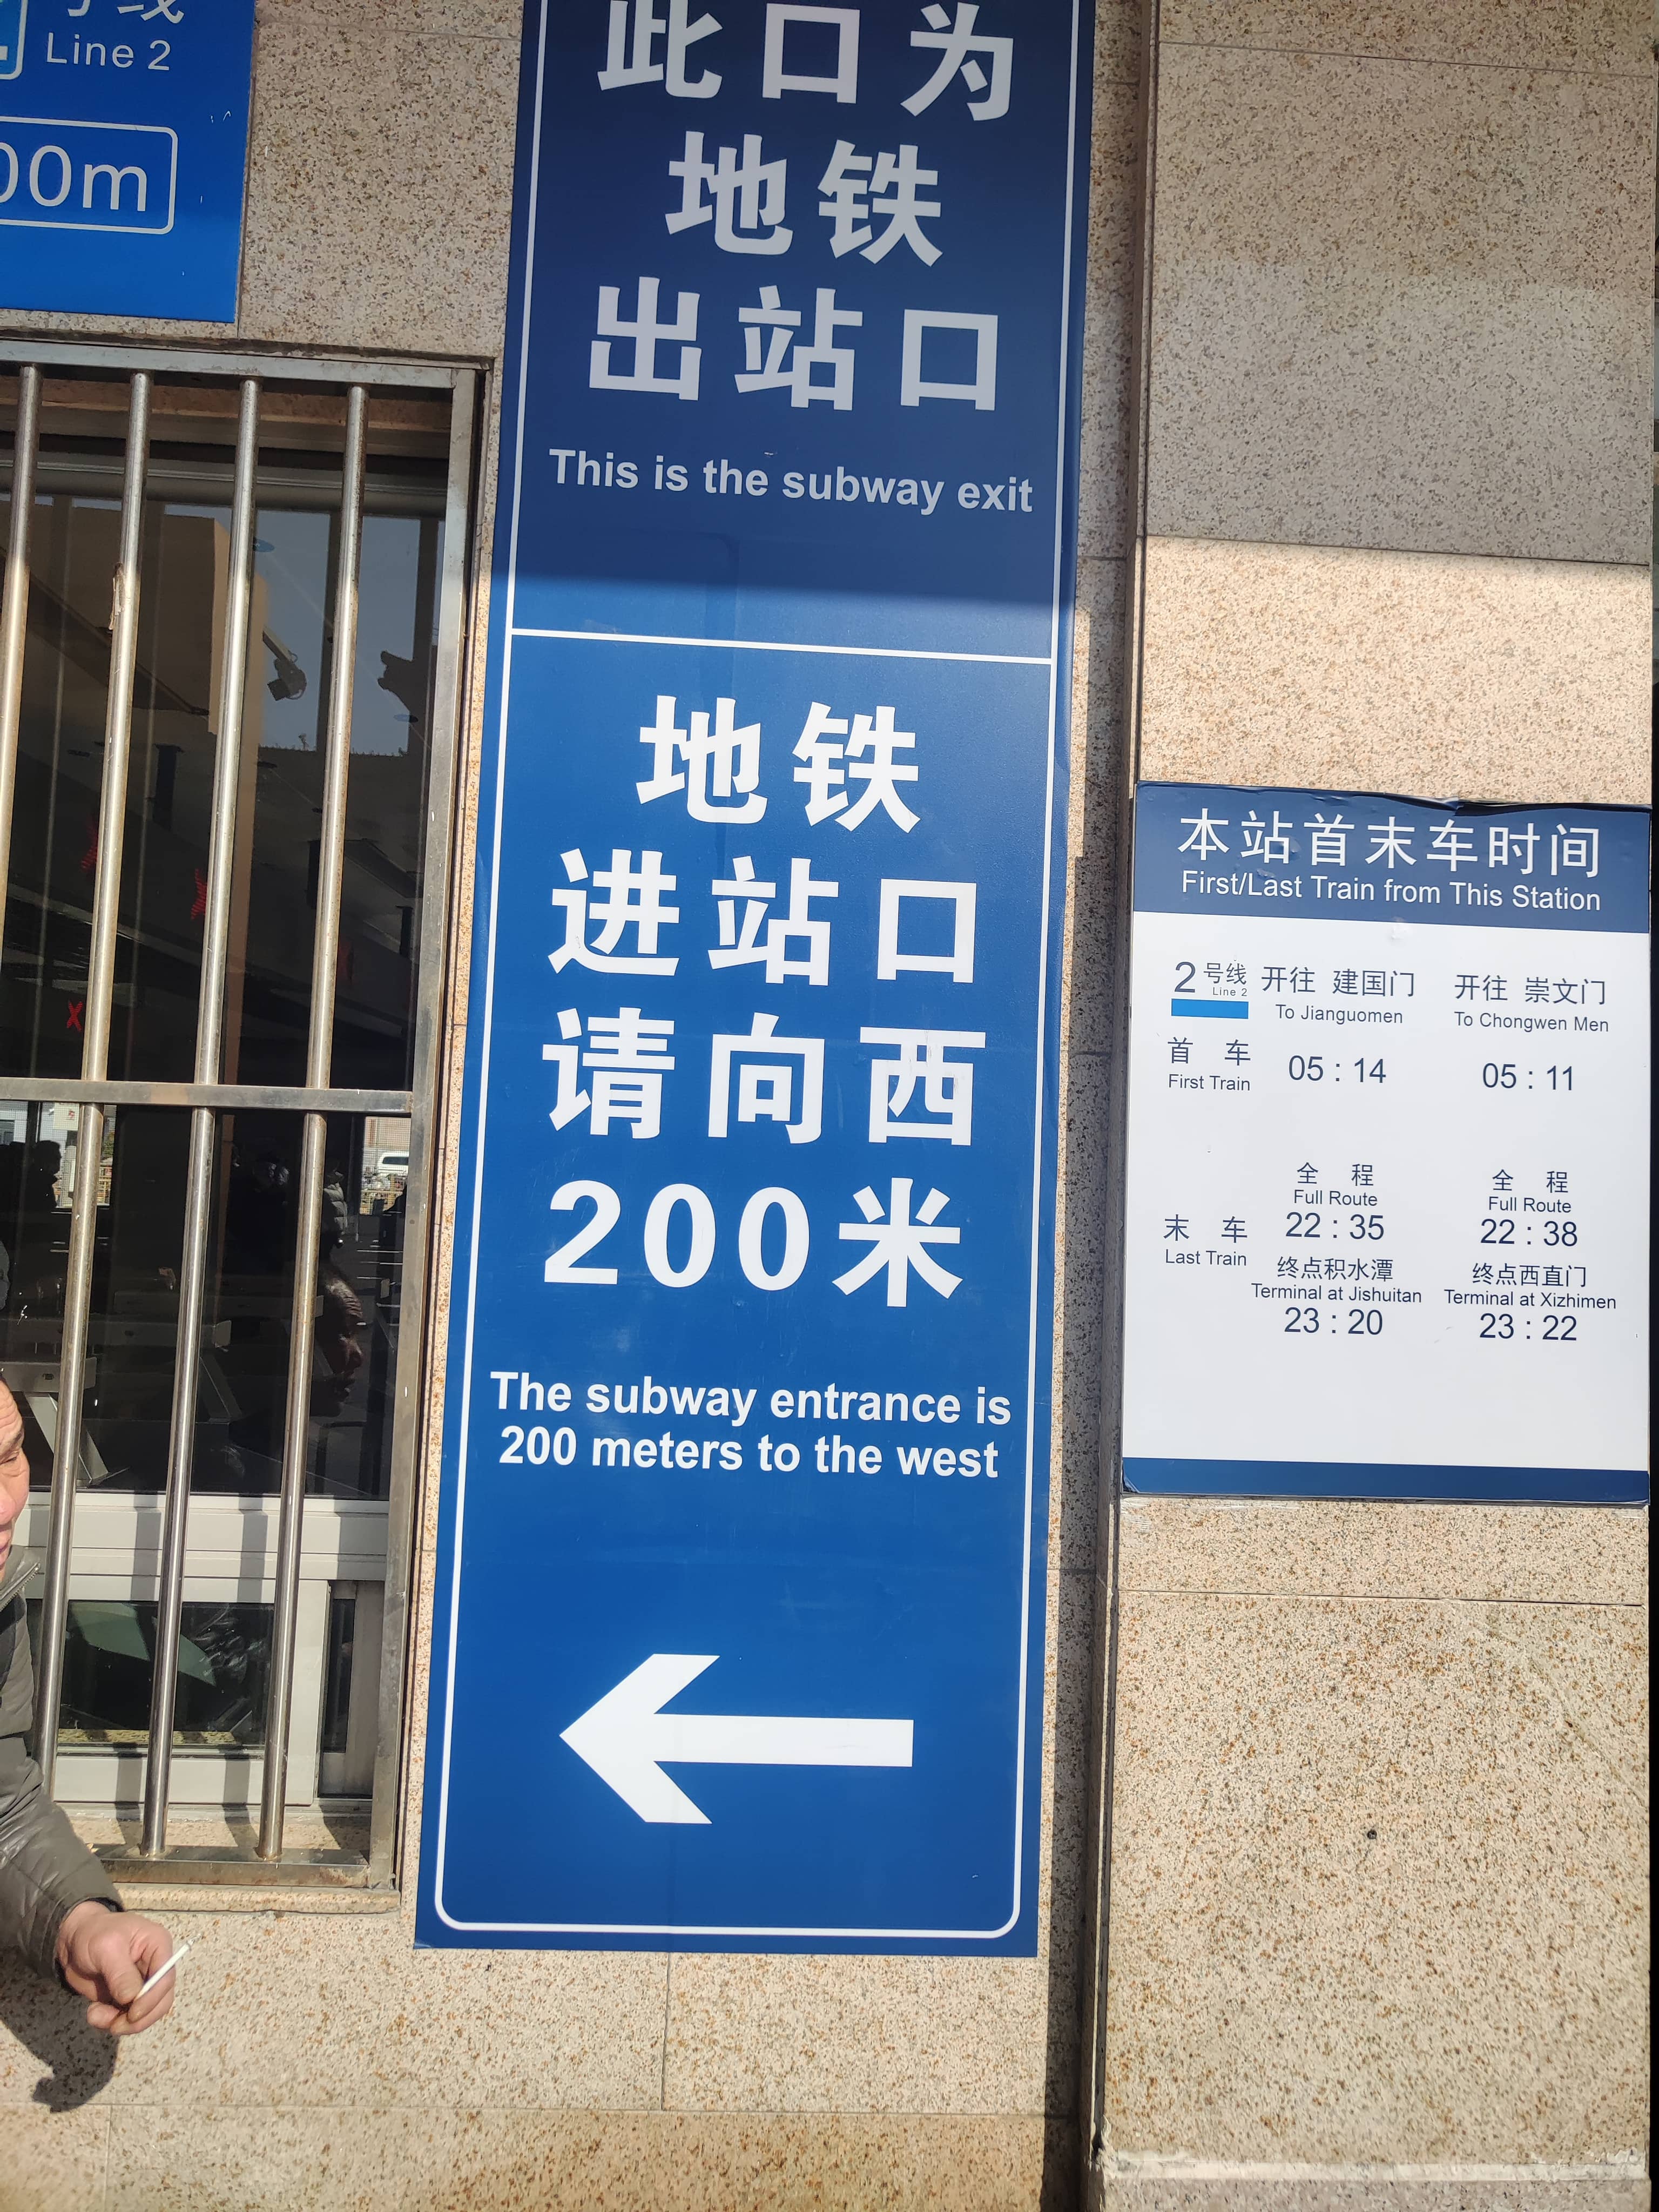 Line 2
00m
此口为
地铁
出站口
This is the subway exit
地铁
进站口
请向西
200米
The subway entrance is
200 meters to the west
本站首末车时间
First/Last Train from This Station
2号线 开往 建国门 开往 崇文门
Line 2 To Jianguomen To Chongwen Men
首 车 05 : 14 05 : 11
First Train
全 程 全 程
Full Route Full Route
末 车 22 : 35 22 : 38
Last Train
终点积水潭 终点西直门
Terminal at Jishuitan Terminal at Xizhimen
23 : 20 23 : 22